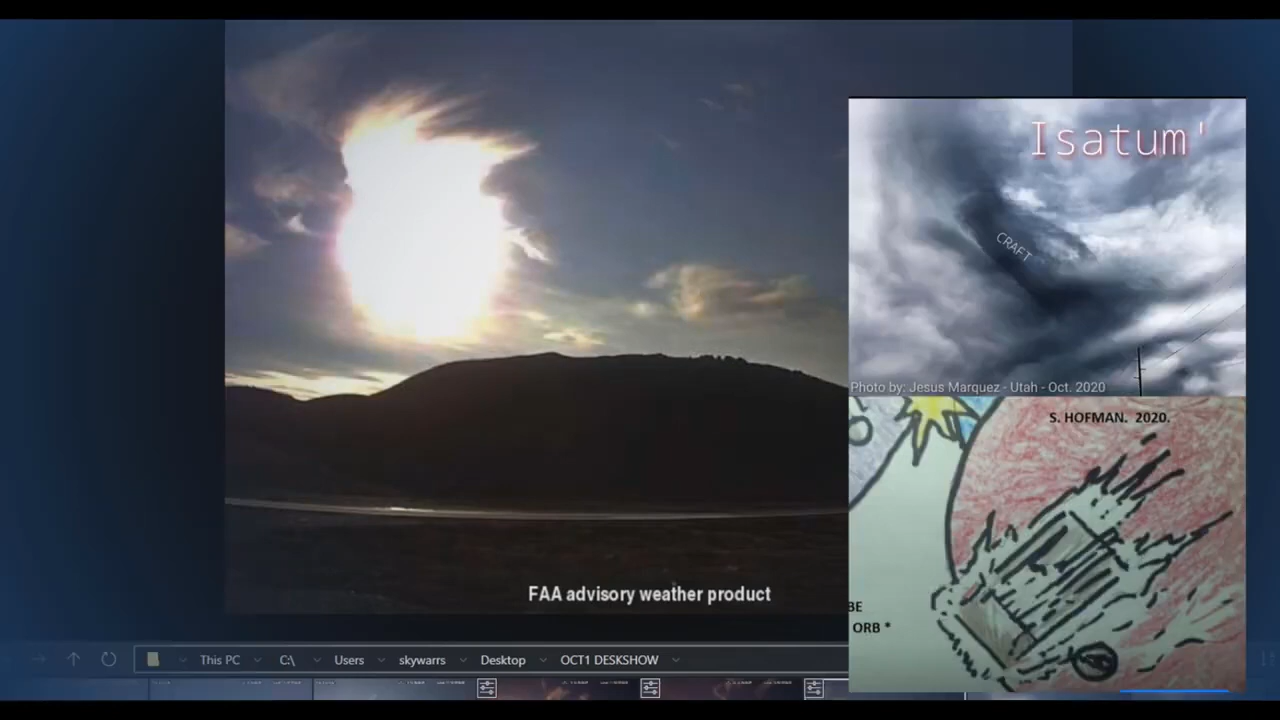 Isatum'
CRAFT
Photo by: Jesus Marquez - Utah - Oct. 2020
S. HOFMAN. 2020.
BE
ORB *
FAA advisory weather product
This PC
C:\
Users
skywarrs
Desktop
OCT1 DESKSHOW